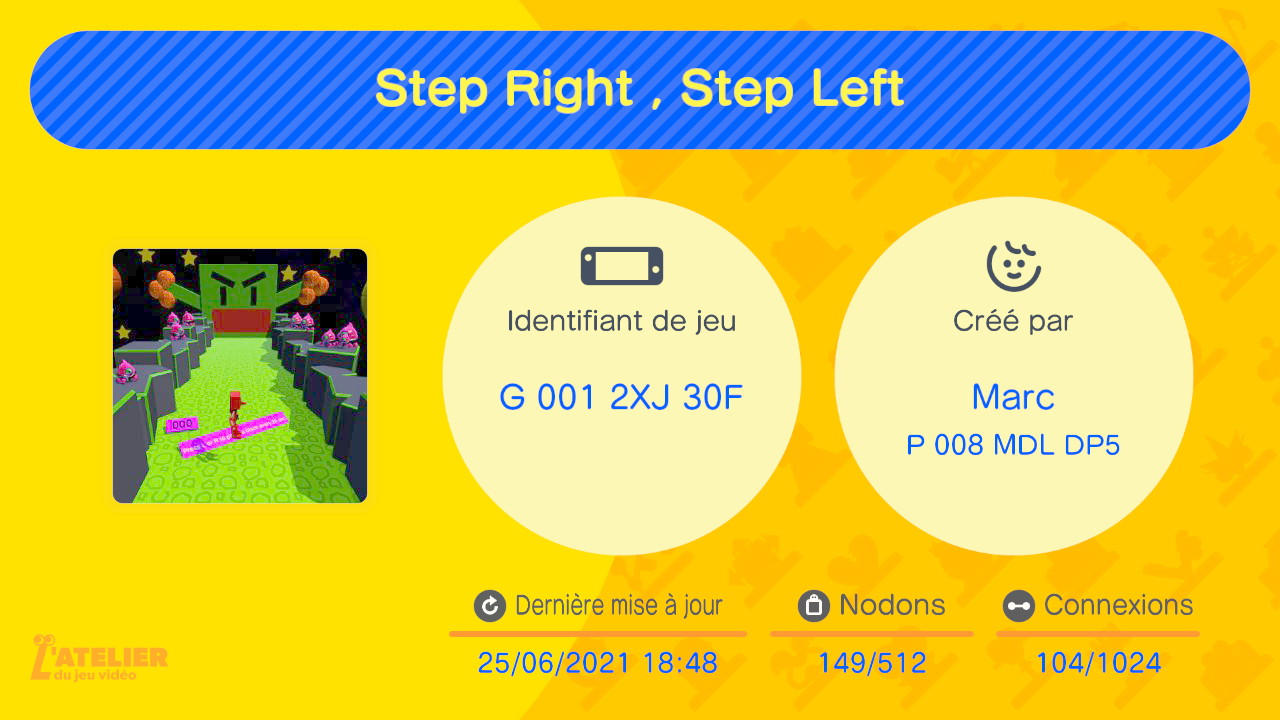 Step Right , Step Left
Identifiant de jeu
G 001 2XJ 30F
Créé par
Marc
P 008 MDL DP5
Dernière mise à jour
25/06/2021 18:48
Nodons
149/512
Connexions
104/1024
L'ATELIER
du jeu vidéo